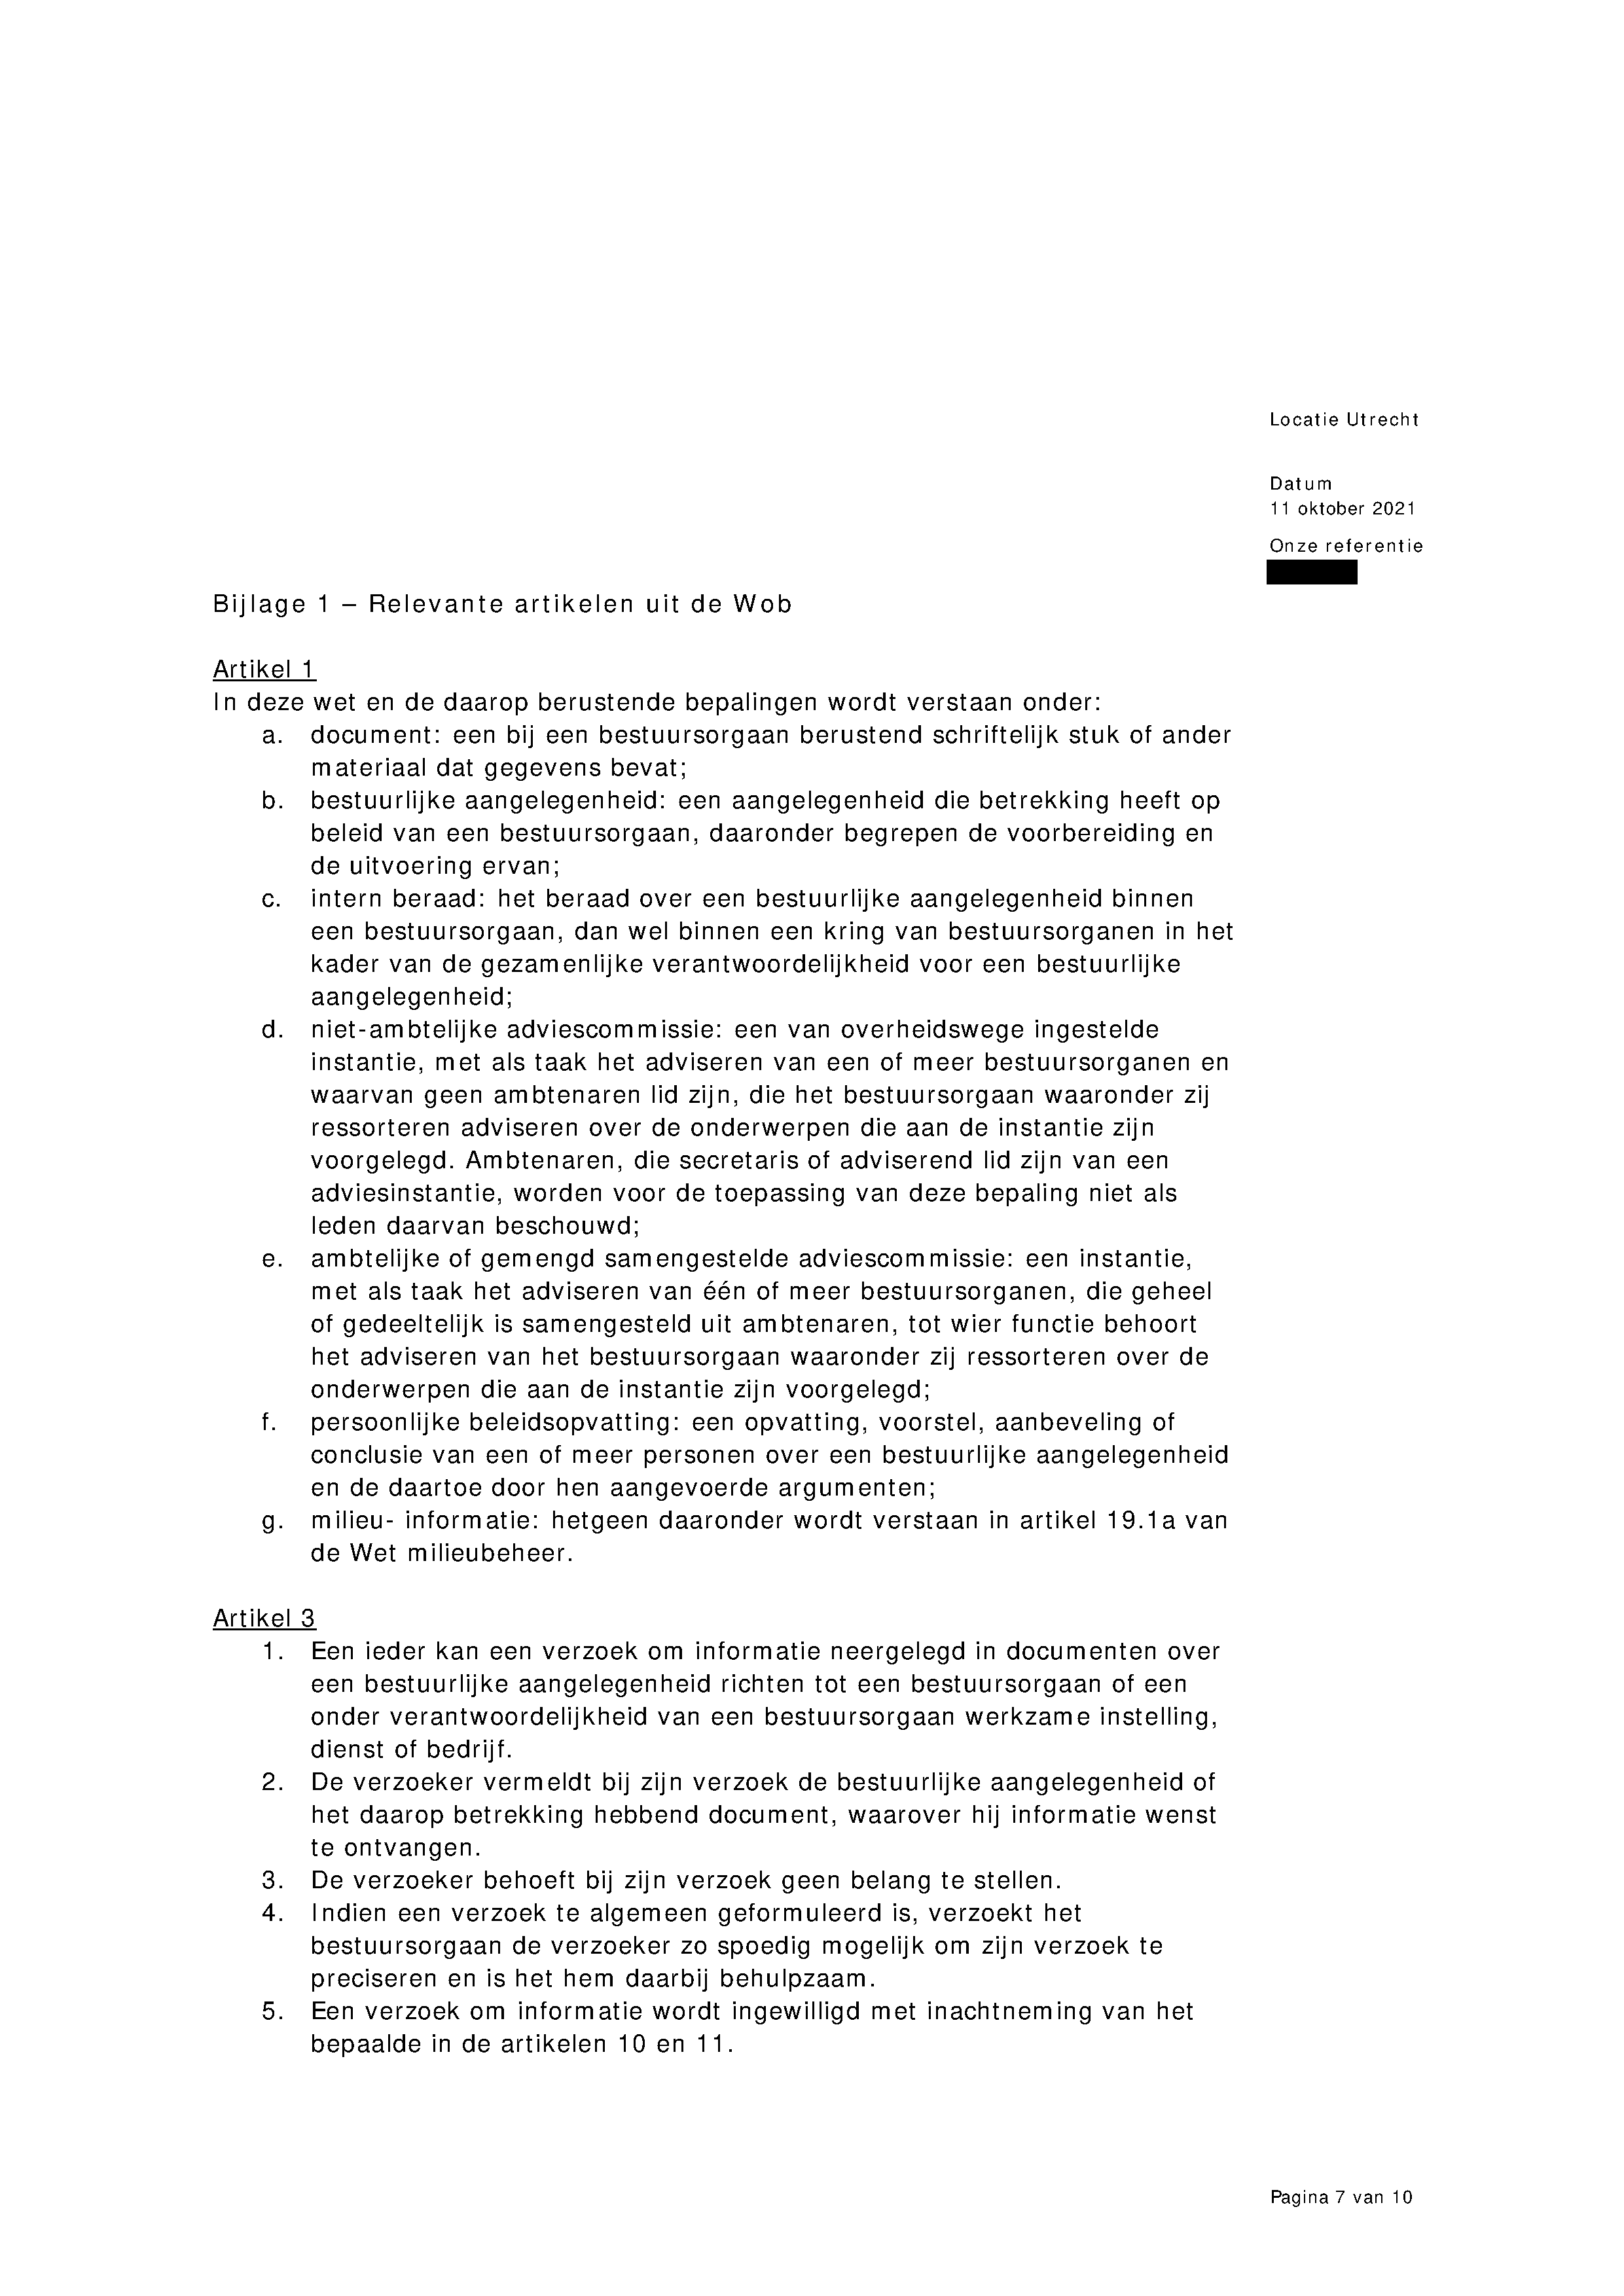 Locatie Utrecht
Datum
11 oktober 2021
Onze referentie
Bijlage 1 – Relevante artikelen uit de Wob
Artikel 1
In deze wet en de daarop berustende bepalingen wordt verstaan onder:
a. document: een bij een bestuursorgaan berustend schriftelijk stuk of ander
materiaal dat gegevens bevat;
b. bestuurlijke aangelegenheid: een aangelegenheid die betrekking heeft op
beleid van een bestuursorgaan, daaronder begrepen de voorbereiding en
de uitvoering ervan;
c. intern beraad: het beraad over een bestuurlijke aangelegenheid binnen
een bestuursorgaan, dan wel binnen een kring van bestuursorganen in het
kader van de gezamenlijke verantwoordelijkheid voor een bestuurlijke
aangelegenheid;
d. niet-ambtelijke adviescommissie: een van overheidswege ingestelde
instantie, met als taak het adviseren van een of meer bestuursorganen en
waarvan geen ambtenaren lid zijn, die het bestuursorgaan waaronder zij
ressorteren adviseren over de onderwerpen die aan de instantie zijn
voorgelegd. Ambtenaren, die secretaris of adviserend lid zijn van een
adviesinstantie, worden voor de toepassing van deze bepaling niet als
leden daarvan beschouwd;
e. ambtelijke of gemengd samengestelde adviescommissie: een instantie,
met als taak het adviseren van één of meer bestuursorganen, die geheel
of gedeeltelijk is samengesteld uit ambtenaren, tot wier functie behoort
het adviseren van het bestuursorgaan waaronder zij ressorteren over de
onderwerpen die aan de instantie zijn voorgelegd;
f. persoonlijke beleidsopvatting: een opvatting, voorstel, aanbeveling of
conclusie van een of meer personen over een bestuurlijke aangelegenheid
en de daartoe door hen aangevoerde argumenten;
g. milieu- informatie: hetgeen daaronder wordt verstaan in artikel 19.1a van
de Wet milieubeheer.
Artikel 3
1. Een ieder kan een verzoek om informatie neergelegd in documenten over
een bestuurlijke aangelegenheid richten tot een bestuursorgaan of een
onder verantwoordelijkheid van een bestuursorgaan werkzame instelling,
dienst of bedrijf.
2. De verzoeker vermeldt bij zijn verzoek de bestuurlijke aangelegenheid of
het daarop betrekking hebbend document, waarover hij informatie wenst
te ontvangen.
3. De verzoeker behoeft bij zijn verzoek geen belang te stellen.
4. Indien een verzoek te algemeen geformuleerd is, verzoekt het
bestuursorgaan de verzoeker zo spoedig mogelijk om zijn verzoek te
preciseren en is het hem daarbij behulpzaam.
5. Een verzoek om informatie wordt ingewilligd met inachtneming van het
bepaalde in de artikelen 10 en 11.
Pagina 7 van 10